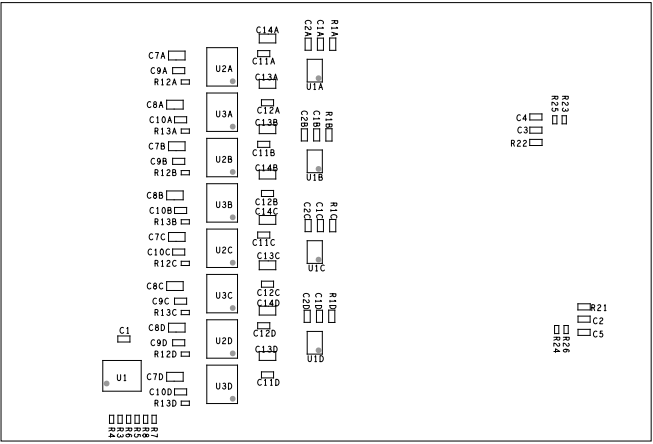 C14A
C2A
C1A
R1A
C7A
C11A
C9A
U2A
C13A
R12A
U1A
C8A
C12A
C10A
U3A
C13B
R13A
C2B
C1B
R1B
C4
R25
R23
C3
R22
C7B
C11B
C9B
U2B
C14B
R12B
U1B
C8B
C12B
C10B
U3B
C14C
R13B
C2C
C1C
R1C
C7C
C11C
C10C
U2C
C13C
R12C
U1C
C8C
C12C
C9C
U3C
C14D
R13C
C2D
C1D
R1D
R21
C2
C5
R24
R26
C1
C8D
C12D
C9D
U2D
C13D
R12D
U1D
U1
C7D
C11D
C10D
U3D
R13D
R4
R3
R6
R5
R8
R7